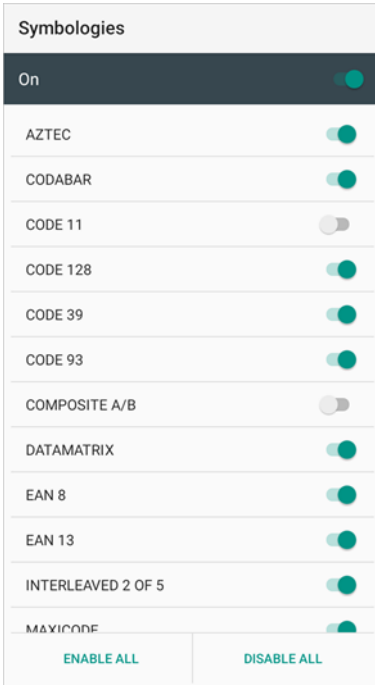 Symbologies
On
AZTEC
CODABAR
CODE 11
CODE 128
CODE 39
CODE 93
COMPOSITE A/B
DATAMATRIX
EAN 8
EAN 13
INTERLEAVED 2 OF 5
MAXICODE
ENABLE ALL
DISABLE ALL